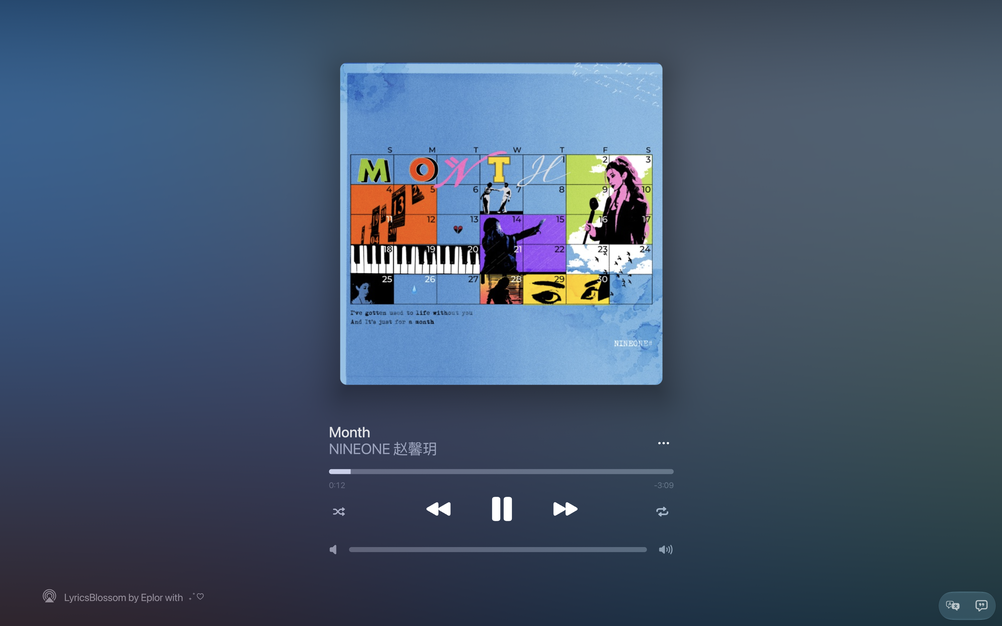 S M T W T F S
MONTH
1 2 3
4 5 6 7 8 9 10
11 12 13 14 15 16 17
18 19 20 21 22 23 24
25 26 27 28 29 30
I've gotten used to life without you
And It's just for a month
NINEONE#
Month
NINEONE 赵馨玥
0:12
-3:09
LyricsBlossom by Eplor with